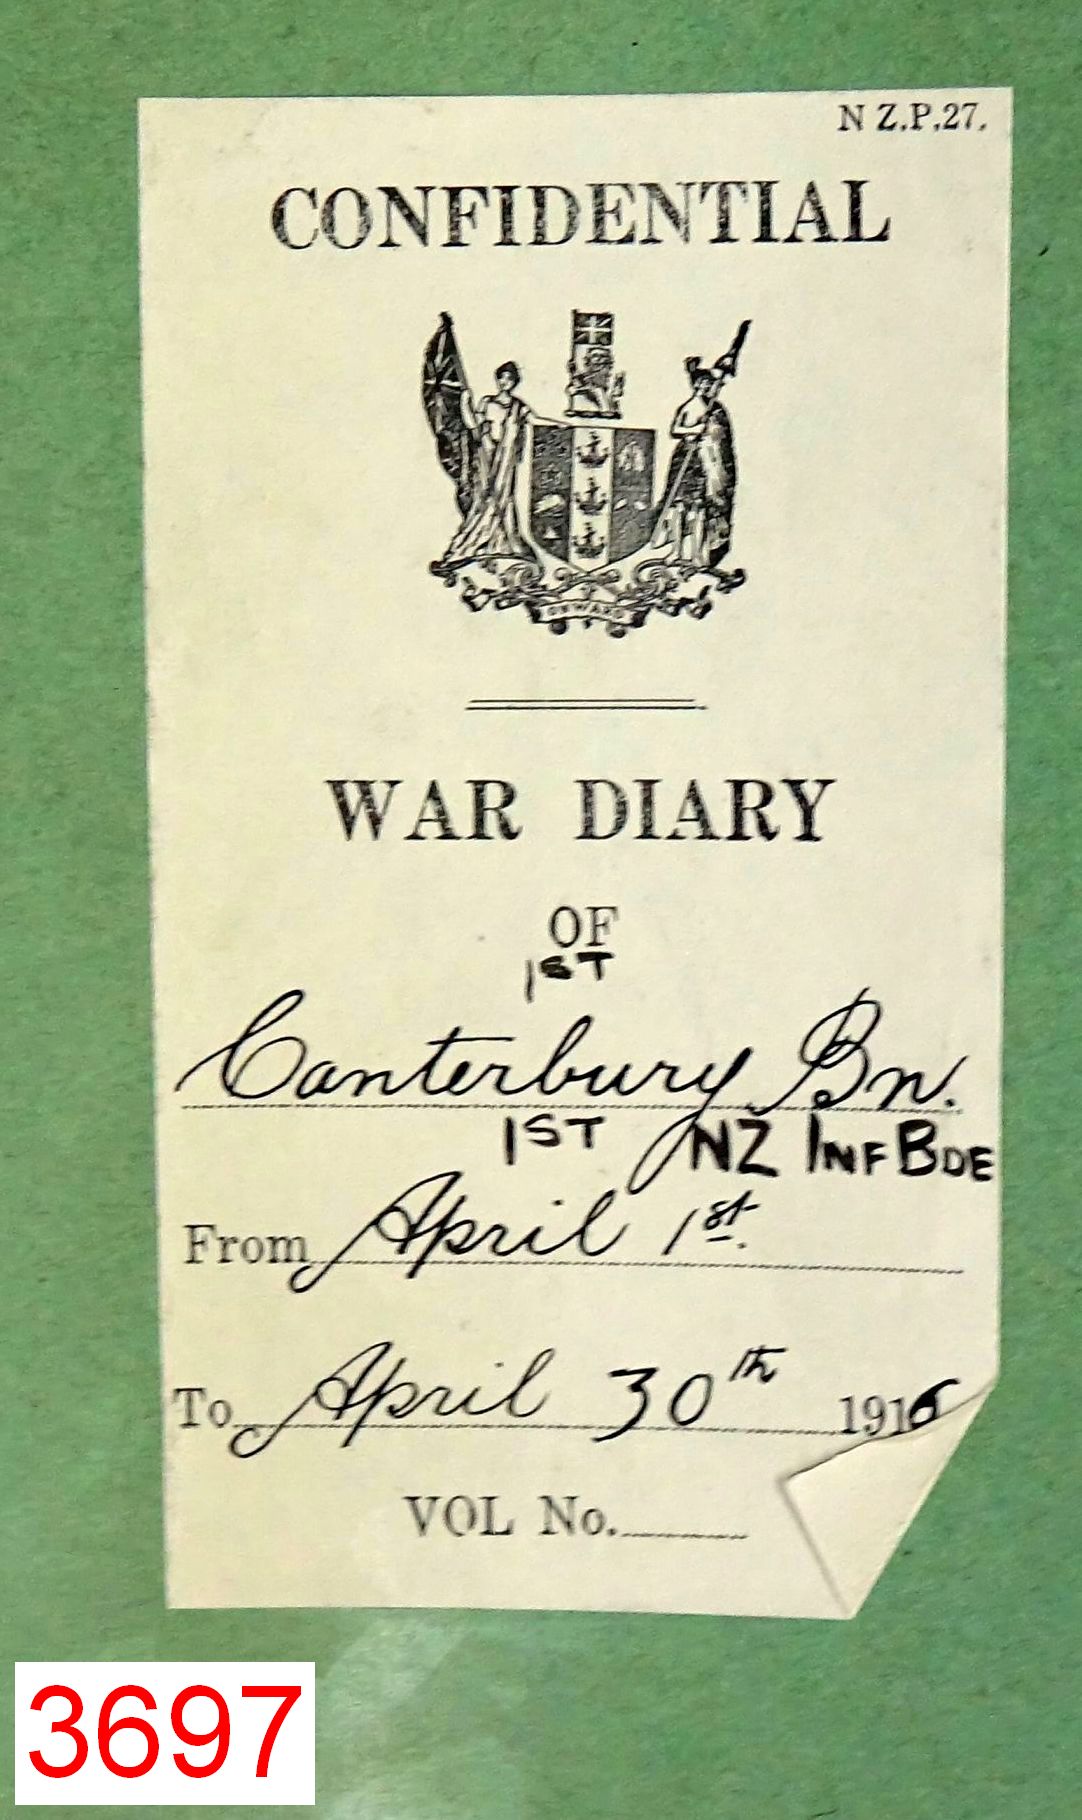 N Z.P.27.
CONFIDENTIAL
ONWARD
WAR DIARY
OF
1ST
Canterbury Bn.
1ST NZ INF BDE
From April 1st.
To April 30th 1916
VOL No.
3697